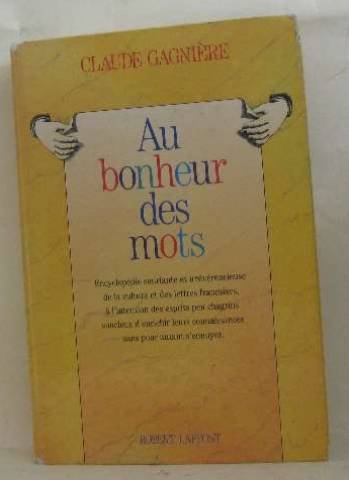 CLAUDE GAGNIÈRE
Au
bonheur
des
mots
Encyclopédie souriante et irrévérencieuse
de la culture et des lettres françaises,
à l'attention des esprits peu chagrins
soucieux d'enrichir leurs connaissances
sans pour autant s'ennuyer.
ROBERT LAFFONT